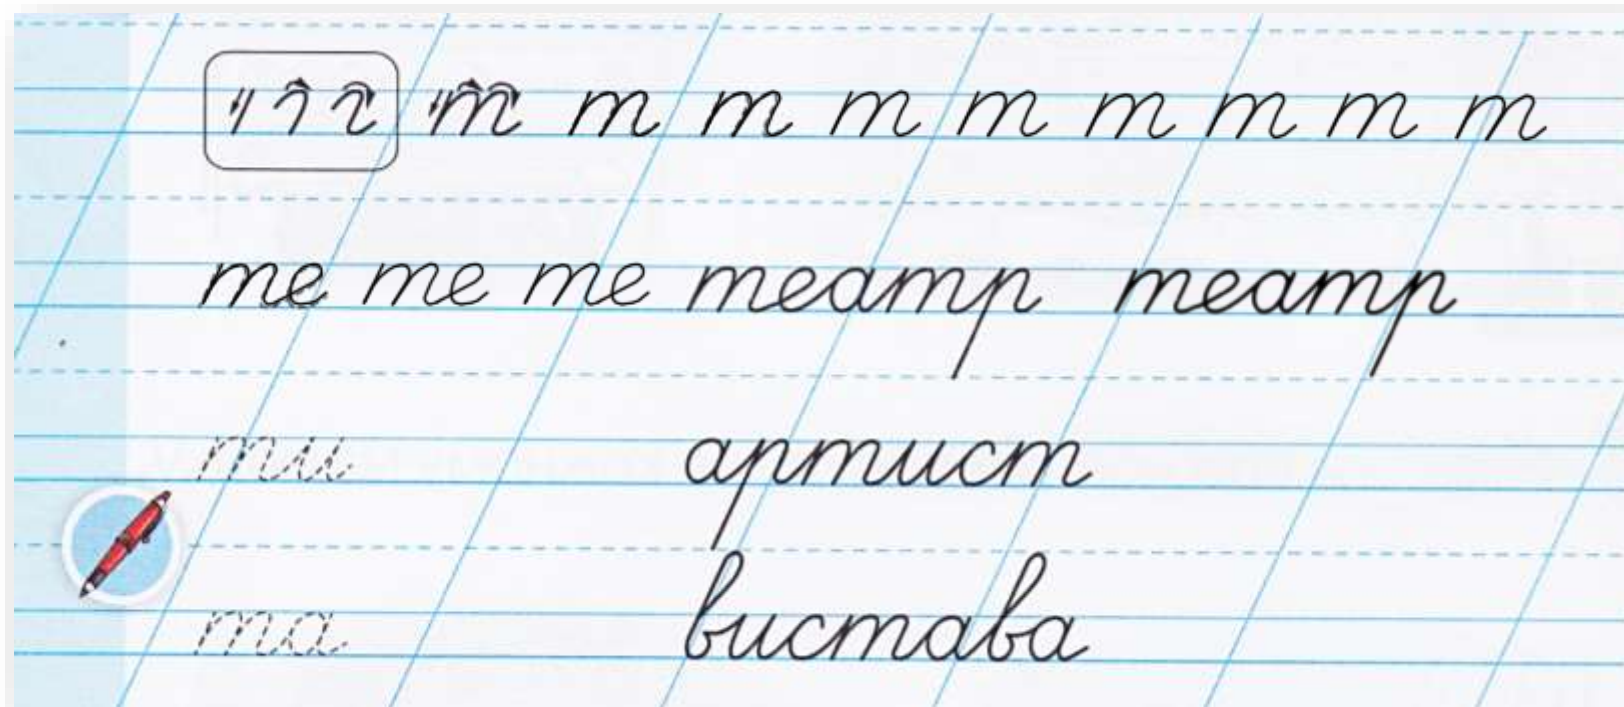 т т т т т т т т т
те те те театр театр
ти артист
та вистава